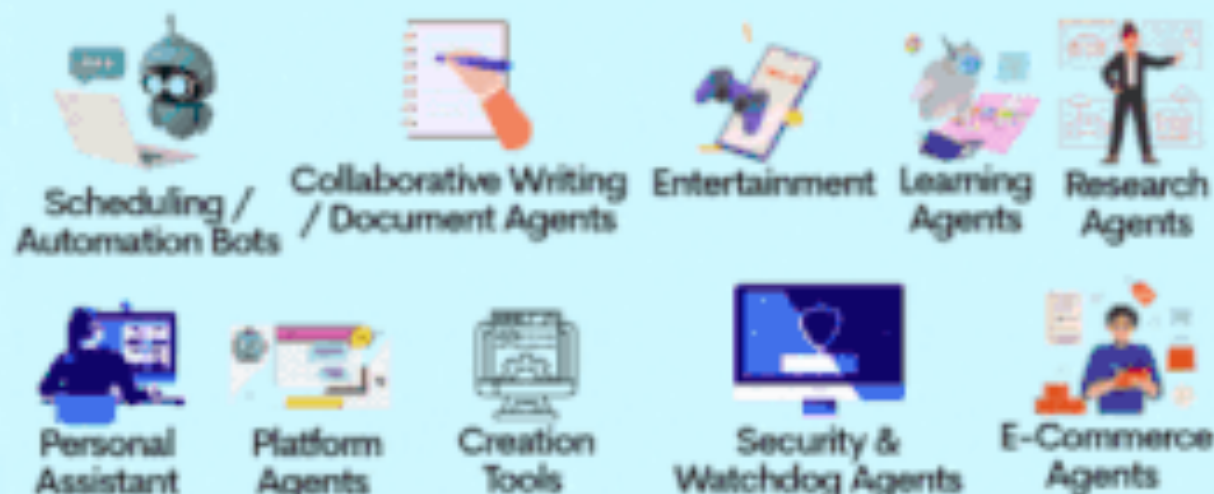 Scheduling /
Automation Bots
Collaborative Writing
/ Document Agents
Entertainment
Learning
Agents
Research
Agents
Personal
Assistant
Platform
Agents
Creation
Tools
Security &
Watchdog Agents
E-Commerce
Agents